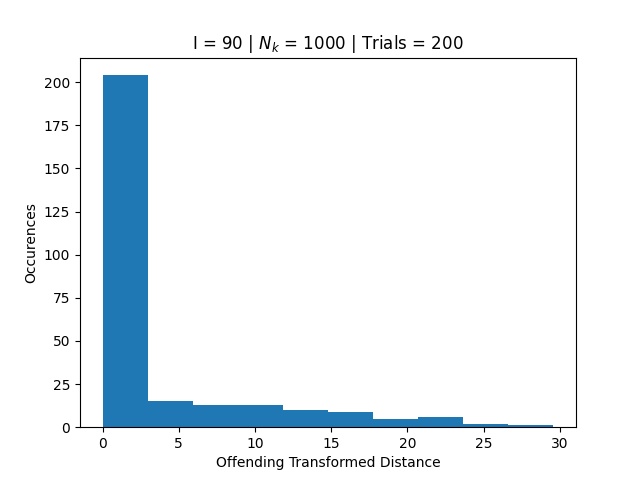 I = 90 | N_k = 1000 | Trials = 200
200
175
150
125
100
75
50
25
0
Occurences
0 5 10 15 20 25 30
Offending Transformed Distance